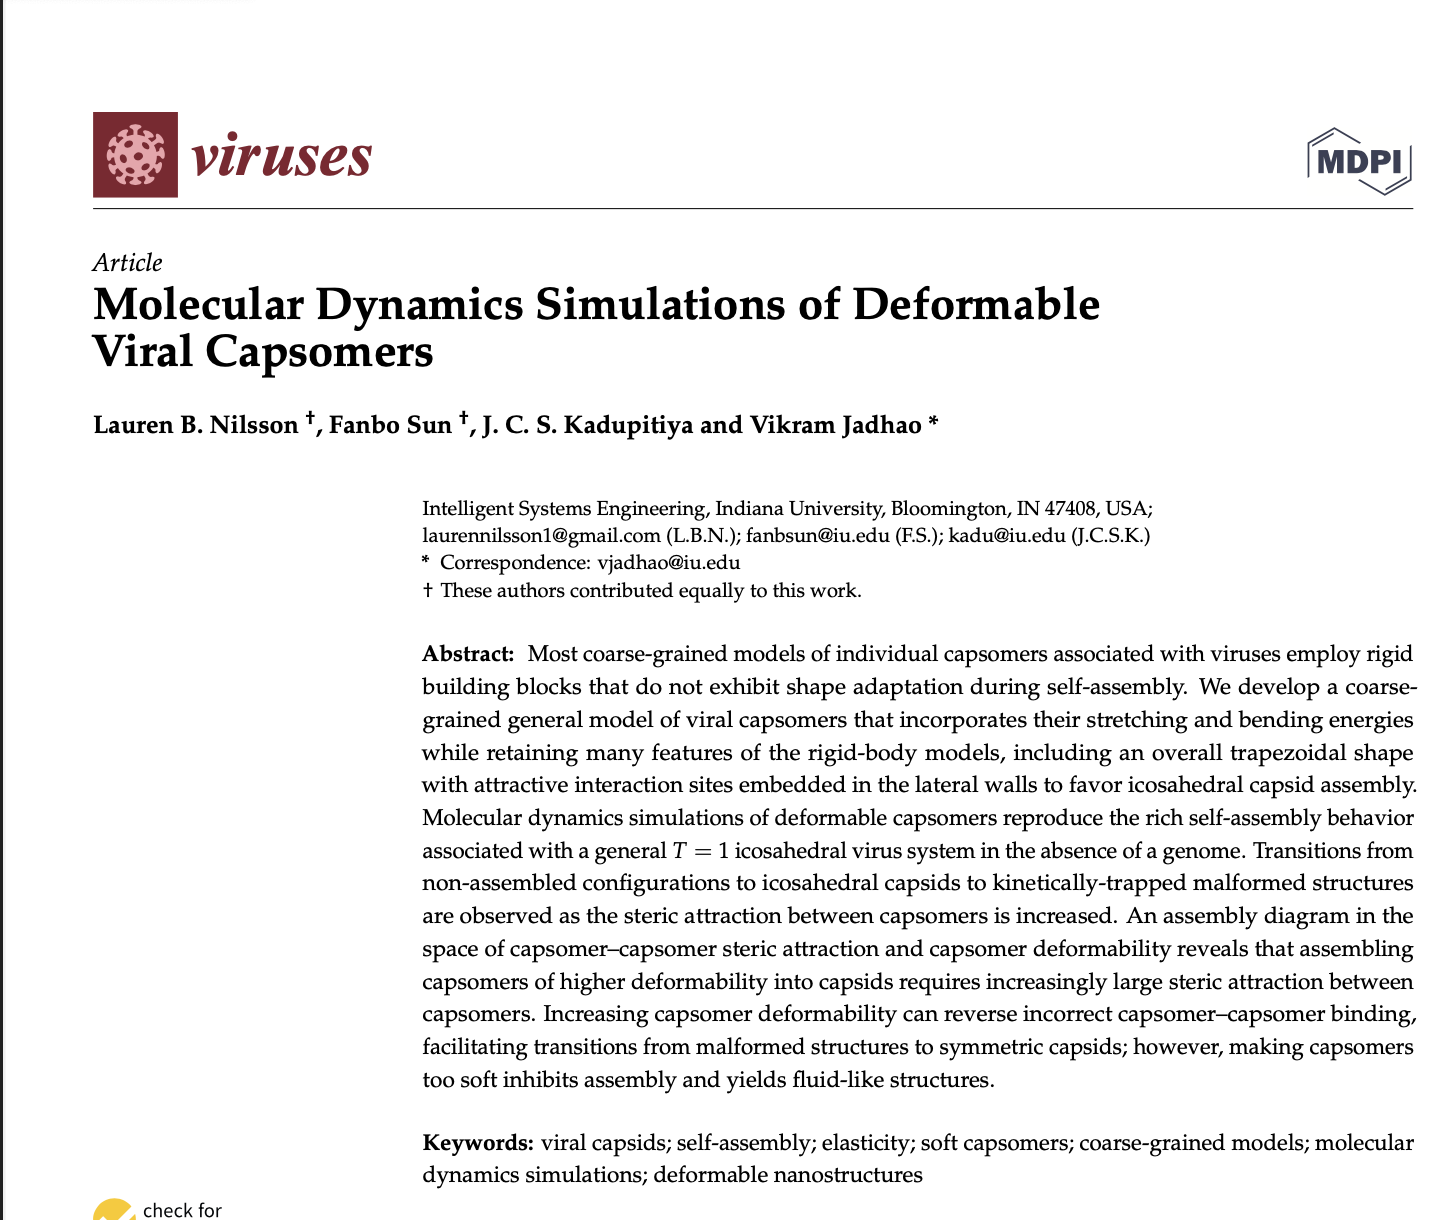 viruses
MDPI
Article
Molecular Dynamics Simulations of Deformable
Viral Capsomers
Lauren B. Nilsson †, Fanbo Sun †, J. C. S. Kadupitiya and Vikram Jadhao *
Intelligent Systems Engineering, Indiana University, Bloomington, IN 47408, USA;
laurennilsson1@gmail.com (L.B.N.); fanbsun@iu.edu (F.S.); kadu@iu.edu (J.C.S.K.)
* Correspondence: vjadhao@iu.edu
† These authors contributed equally to this work.
Abstract: Most coarse-grained models of individual capsomers associated with viruses employ rigid
building blocks that do not exhibit shape adaptation during self-assembly. We develop a coarse-
grained general model of viral capsomers that incorporates their stretching and bending energies
while retaining many features of the rigid-body models, including an overall trapezoidal shape
with attractive interaction sites embedded in the lateral walls to favor icosahedral capsid assembly.
Molecular dynamics simulations of deformable capsomers reproduce the rich self-assembly behavior
associated with a general T = 1 icosahedral virus system in the absence of a genome. Transitions from
non-assembled configurations to icosahedral capsids to kinetically-trapped malformed structures
are observed as the steric attraction between capsomers is increased. An assembly diagram in the
space of capsomer–capsomer steric attraction and capsomer deformability reveals that assembling
capsomers of higher deformability into capsids requires increasingly large steric attraction between
capsomers. Increasing capsomer deformability can reverse incorrect capsomer–capsomer binding,
facilitating transitions from malformed structures to symmetric capsids; however, making capsomers
too soft inhibits assembly and yields fluid-like structures.
Keywords: viral capsids; self-assembly; elasticity; soft capsomers; coarse-grained models; molecular
dynamics simulations; deformable nanostructures
check for